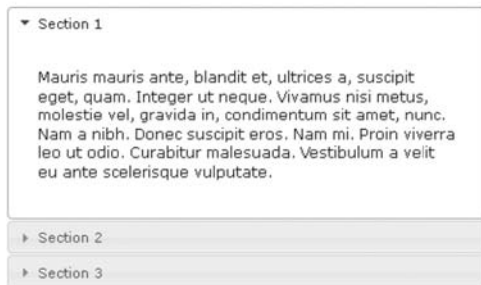 Section 1
Mauris mauris ante, blandit et, ultrices a, suscipit
eget, quam. Integer ut neque. Vivamus nisi metus,
molestie vel, gravida in, condimentum sit amet, nunc.
Nam a nibh. Donec suscipit eros. Nam mi. Proin viverra
leo ut odio. Curabitur malesuada. Vestibulum a velit
eu ante scelerisque vulputate.
Section 2
Section 3